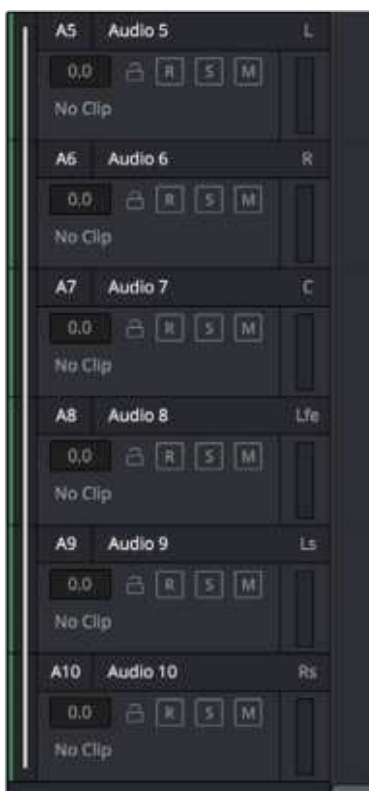 A5 Audio 5 L
0.0 R S M
No Clip
A6 Audio 6 R
0.0 R S M
No Clip
A7 Audio 7 C
0.0 R S M
No Clip
A8 Audio 8 Lfe
0.0 R S M
No Clip
A9 Audio 9 Ls
0.0 R S M
No Clip
A10 Audio 10 Rs
0.0 R S M
No Clip